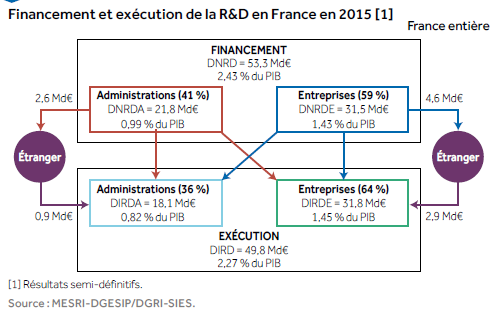 Financement et exécution de la R&D en France en 2015 [1]
France entière
FINANCEMENT
DNRD = 53,3 Md€
2,43 % du PIB
2,6 Md€
Administrations (41 %)
DNRDA = 21,8 Md€
0,99 % du PIB
Entreprises (59 %)
DNRDE = 31,5 Md€
1,43 % du PIB
4,6 Md€
Étranger
Étranger
0,9 Md€
Administrations (36 %)
DIRDA = 18,1 Md€
0,82 % du PIB
Entreprises (64 %)
DIRDE = 31,8 Md€
1,45 % du PIB
2,9 Md€
EXÉCUTION
DIRD = 49,8 Md€
2,27 % du PIB
[1] Résultats semi-définitifs.
Source : MESRI-DGESIP/DGRI-SIES.